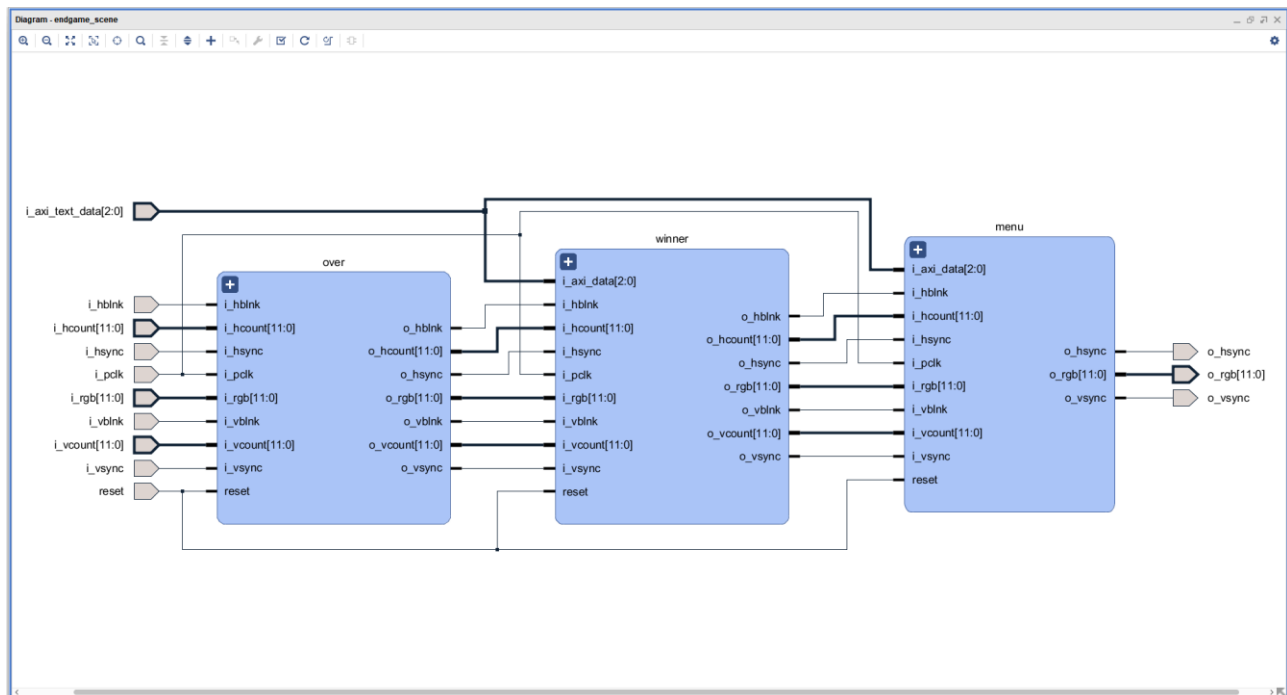 Diagram - endgame_scene
i_axi_text_data[2:0]
i_hblnk
i_hcount[11:0]
i_hsync
i_pclk
i_rgb[11:0]
i_vblnk
i_vcount[11:0]
i_vsync
reset
over
i_hblnk
i_hcount[11:0]
i_hsync
i_pclk
i_rgb[11:0]
i_vblnk
i_vcount[11:0]
i_vsync
reset
o_hblnk
o_hcount[11:0]
o_hsync
o_rgb[11:0]
o_vblnk
o_vcount[11:0]
o_vsync
winner
i_axi_data[2:0]
i_hblnk
i_hcount[11:0]
i_hsync
i_pclk
i_rgb[11:0]
i_vblnk
i_vcount[11:0]
i_vsync
reset
o_hblnk
o_hcount[11:0]
o_hsync
o_rgb[11:0]
o_vblnk
o_vcount[11:0]
o_vsync
menu
i_axi_data[2:0]
i_hblnk
i_hcount[11:0]
i_hsync
i_pclk
i_rgb[11:0]
i_vblnk
i_vcount[11:0]
i_vsync
reset
o_hsync
o_rgb[11:0]
o_vsync
o_hsync
o_rgb[11:0]
o_vsync